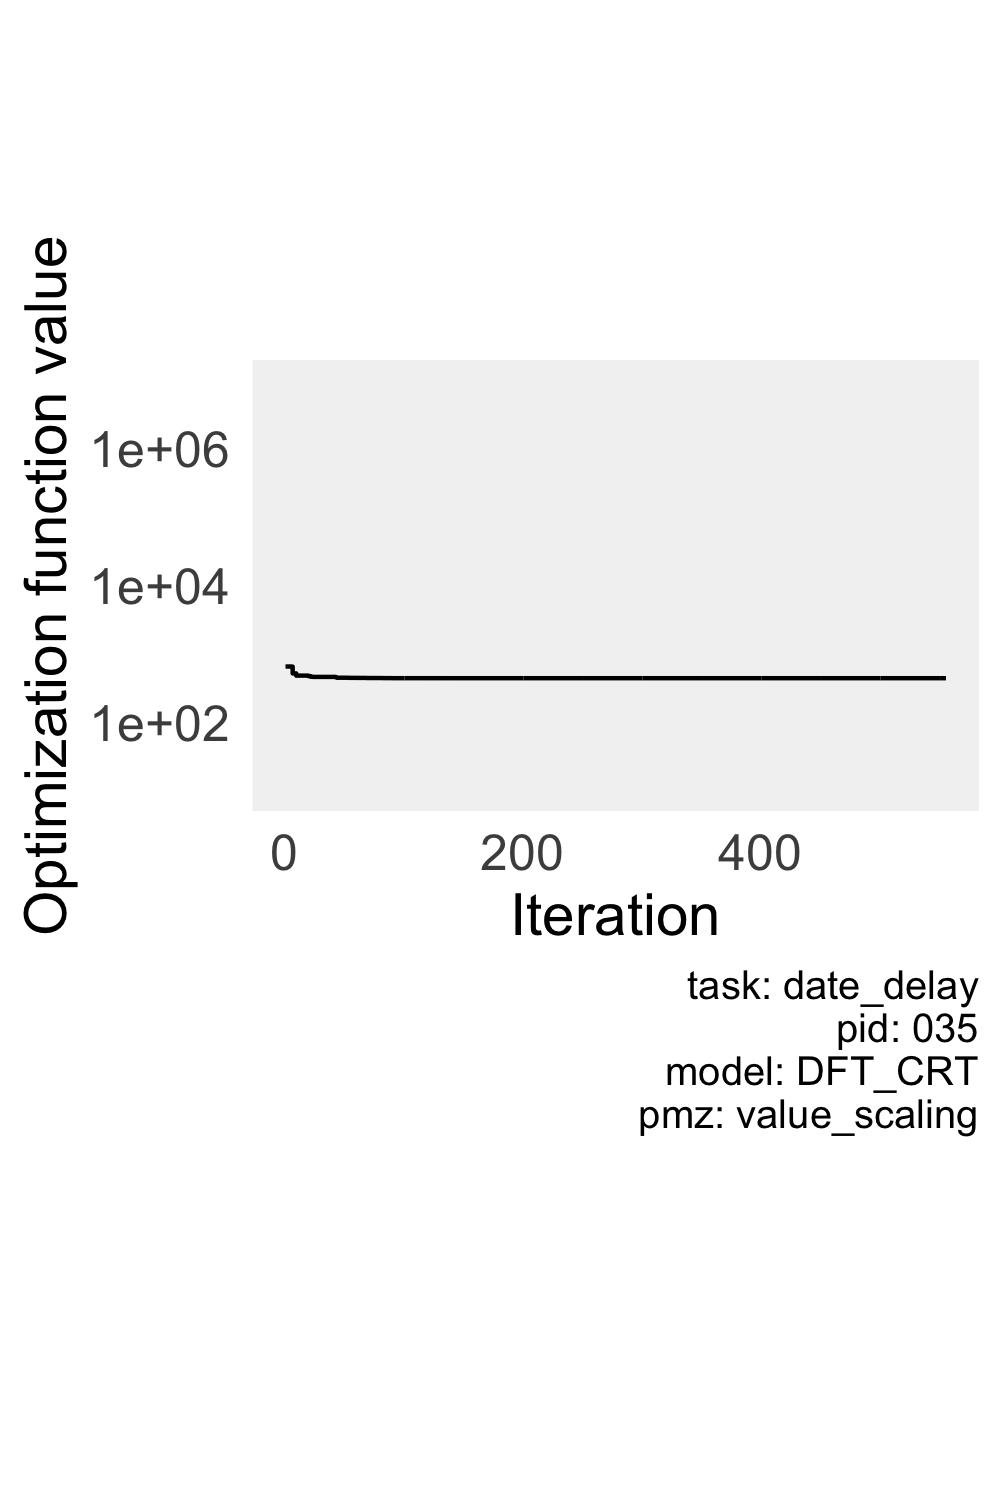 Optimization function value
1e+06
1e+04
1e+02
0 200 400
Iteration
task: date_delay
pid: 035
model: DFT_CRT
pmz: value_scaling